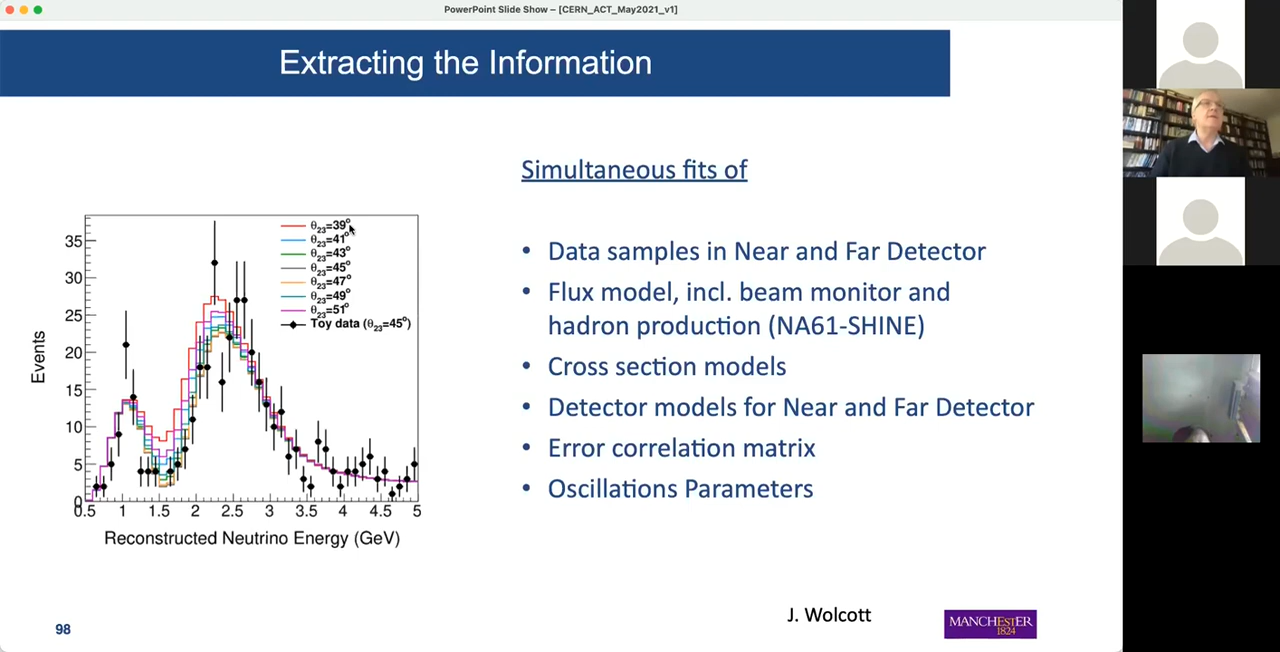 PowerPoint Slide Show – [CERN_ACT_May2021_v1]
Extracting the Information
Simultaneous fits of
• Data samples in Near and Far Detector
• Flux model, incl. beam monitor and
hadron production (NA61-SHINE)
• Cross section models
• Detector models for Near and Far Detector
• Error correlation matrix
• Oscillations Parameters
θ23=39°
θ23=41°
θ23=43°
θ23=45°
θ23=47°
θ23=49°
θ23=51°
Toy data (θ23=45°)
Events
35
30
25
20
15
10
5
0
0.5 1 1.5 2 2.5 3 3.5 4 4.5 5
Reconstructed Neutrino Energy (GeV)
J. Wolcott
98
MANCHESTER
1824